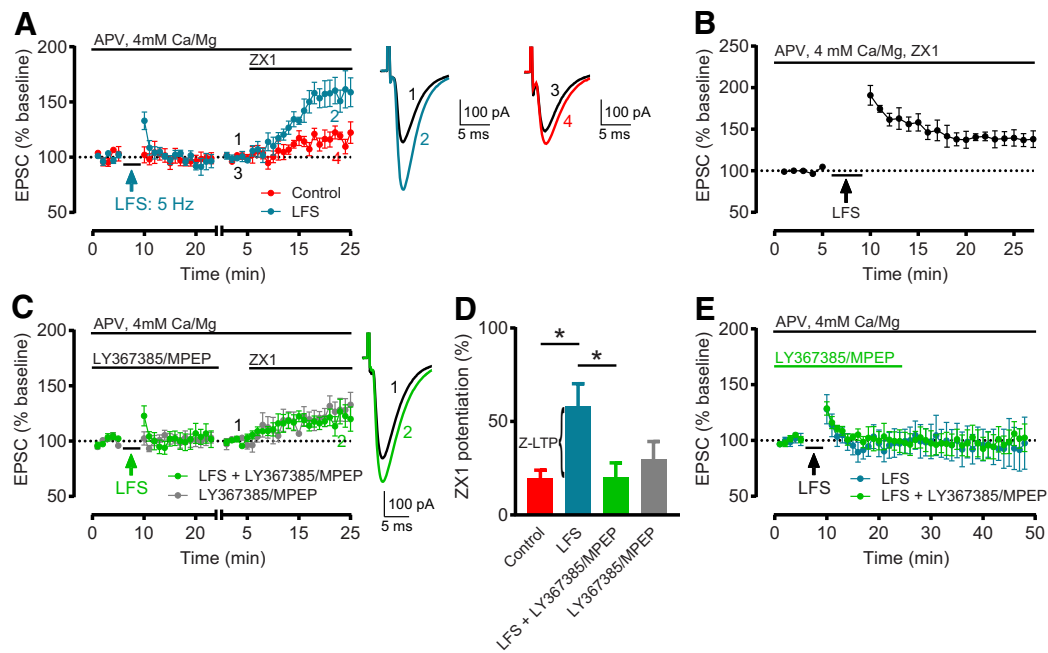 A
APV, 4mM Ca/Mg
ZX1
EPSC (% baseline)
200
150
100
50
1
3
2
4
LFS: 5 Hz
Control
LFS
0
10
20
5
15
25
Time (min)
1
2
100 pA
5 ms
3
4
100 pA
5 ms
B
APV, 4 mM Ca/Mg, ZX1
EPSC (% baseline)
250
200
150
100
50
LFS
0
5
10
15
20
25
Time (min)
C
APV, 4mM Ca/Mg
LY367385/MPEP
ZX1
EPSC (% baseline)
200
150
100
50
1
2
LFS
LFS + LY367385/MPEP
LY367385/MPEP
0
10
20
5
15
25
Time (min)
1
2
100 pA
5 ms
D
ZX1 potentiation (%)
100
50
0
*
*
Z-LTP
Control
LFS
LFS + LY367385/MPEP
LY367385/MPEP
E
APV, 4mM Ca/Mg
LY367385/MPEP
EPSC (% baseline)
200
150
100
50
LFS
LFS
LFS + LY367385/MPEP
0
10
20
30
40
50
Time (min)